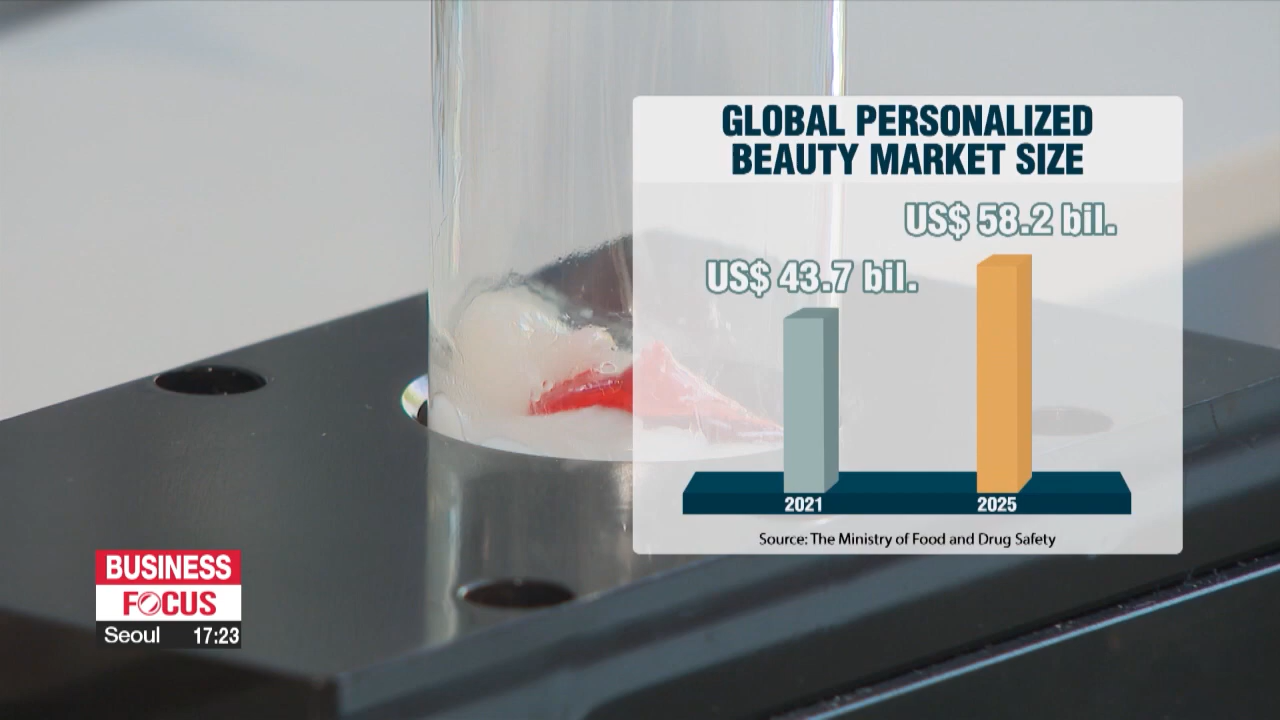 GLOBAL PERSONALIZED
BEAUTY MARKET SIZE
US$ 58.2 bil.
US$ 43.7 bil.
2021
2025
Source: The Ministry of Food and Drug Safety
BUSINESS
FOCUS
Seoul 17:23